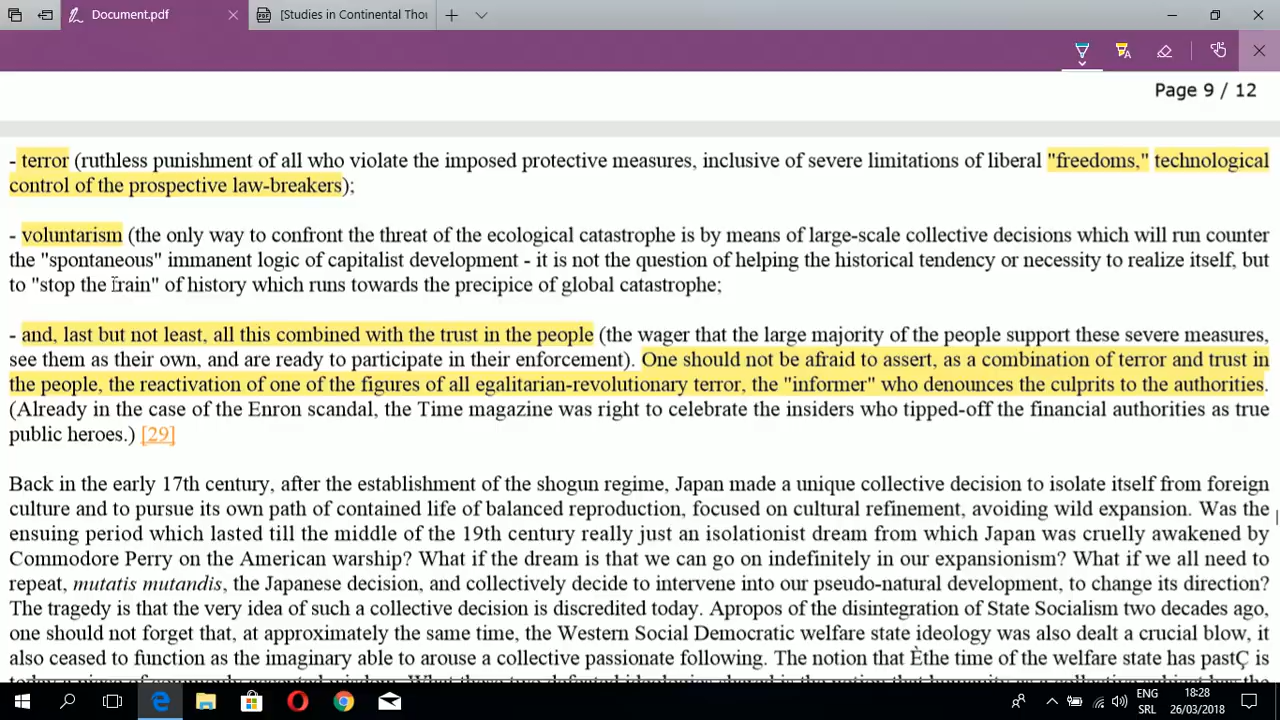 Document.pdf
[Studies in Continental Thou
Page 9 / 12
- terror (ruthless punishment of all who violate the imposed protective measures, inclusive of severe limitations of liberal "freedoms," technological
control of the prospective law-breakers);
- voluntarism (the only way to confront the threat of the ecological catastrophe is by means of large-scale collective decisions which will run counter
the "spontaneous" immanent logic of capitalist development - it is not the question of helping the historical tendency or necessity to realize itself, but
to "stop the train" of history which runs towards the precipice of global catastrophe;
- and, last but not least, all this combined with the trust in the people (the wager that the large majority of the people support these severe measures,
see them as their own, and are ready to participate in their enforcement). One should not be afraid to assert, as a combination of terror and trust in
the people, the reactivation of one of the figures of all egalitarian-revolutionary terror, the "informer" who denounces the culprits to the authorities.
(Already in the case of the Enron scandal, the Time magazine was right to celebrate the insiders who tipped-off the financial authorities as true
public heroes.) [29]
Back in the early 17th century, after the establishment of the shogun regime, Japan made a unique collective decision to isolate itself from foreign
culture and to pursue its own path of contained life of balanced reproduction, focused on cultural refinement, avoiding wild expansion. Was the
ensuing period which lasted till the middle of the 19th century really just an isolationist dream from which Japan was cruelly awakened by
Commodore Perry on the American warship? What if the dream is that we can go on indefinitely in our expansionism? What if we all need to
repeat, mutatis mutandis, the Japanese decision, and collectively decide to intervene into our pseudo-natural development, to change its direction?
The tragedy is that the very idea of such a collective decision is discredited today. Apropos of the disintegration of State Socialism two decades ago,
one should not forget that, at approximately the same time, the Western Social Democratic welfare state ideology was also dealt a crucial blow, it
also ceased to function as the imaginary able to arouse a collective passionate following. The notion that Èthe time of the welfare state has pastÇ is
ENG
18:28
SRL
26/03/2018